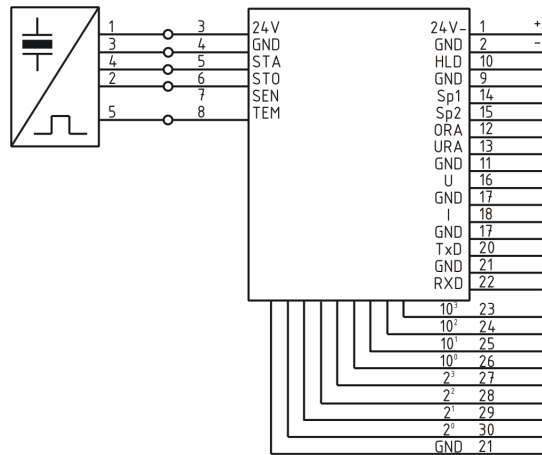 1 3 24V 24V- 1 +
3 4 GND GND 2 -
4 5 STA HLD 10
2 6 STO GND 9
7 SEN Sp1 14
5 8 TEM Sp2 15
ORA 12
URA 13
GND 11
U 16
GND 17
I 18
GND 17
TxD 20
GND 21
RXD 22
10³ 23
10² 24
10¹ 25
10⁰ 26
2³ 27
2² 28
2¹ 29
2⁰ 30
GND 21